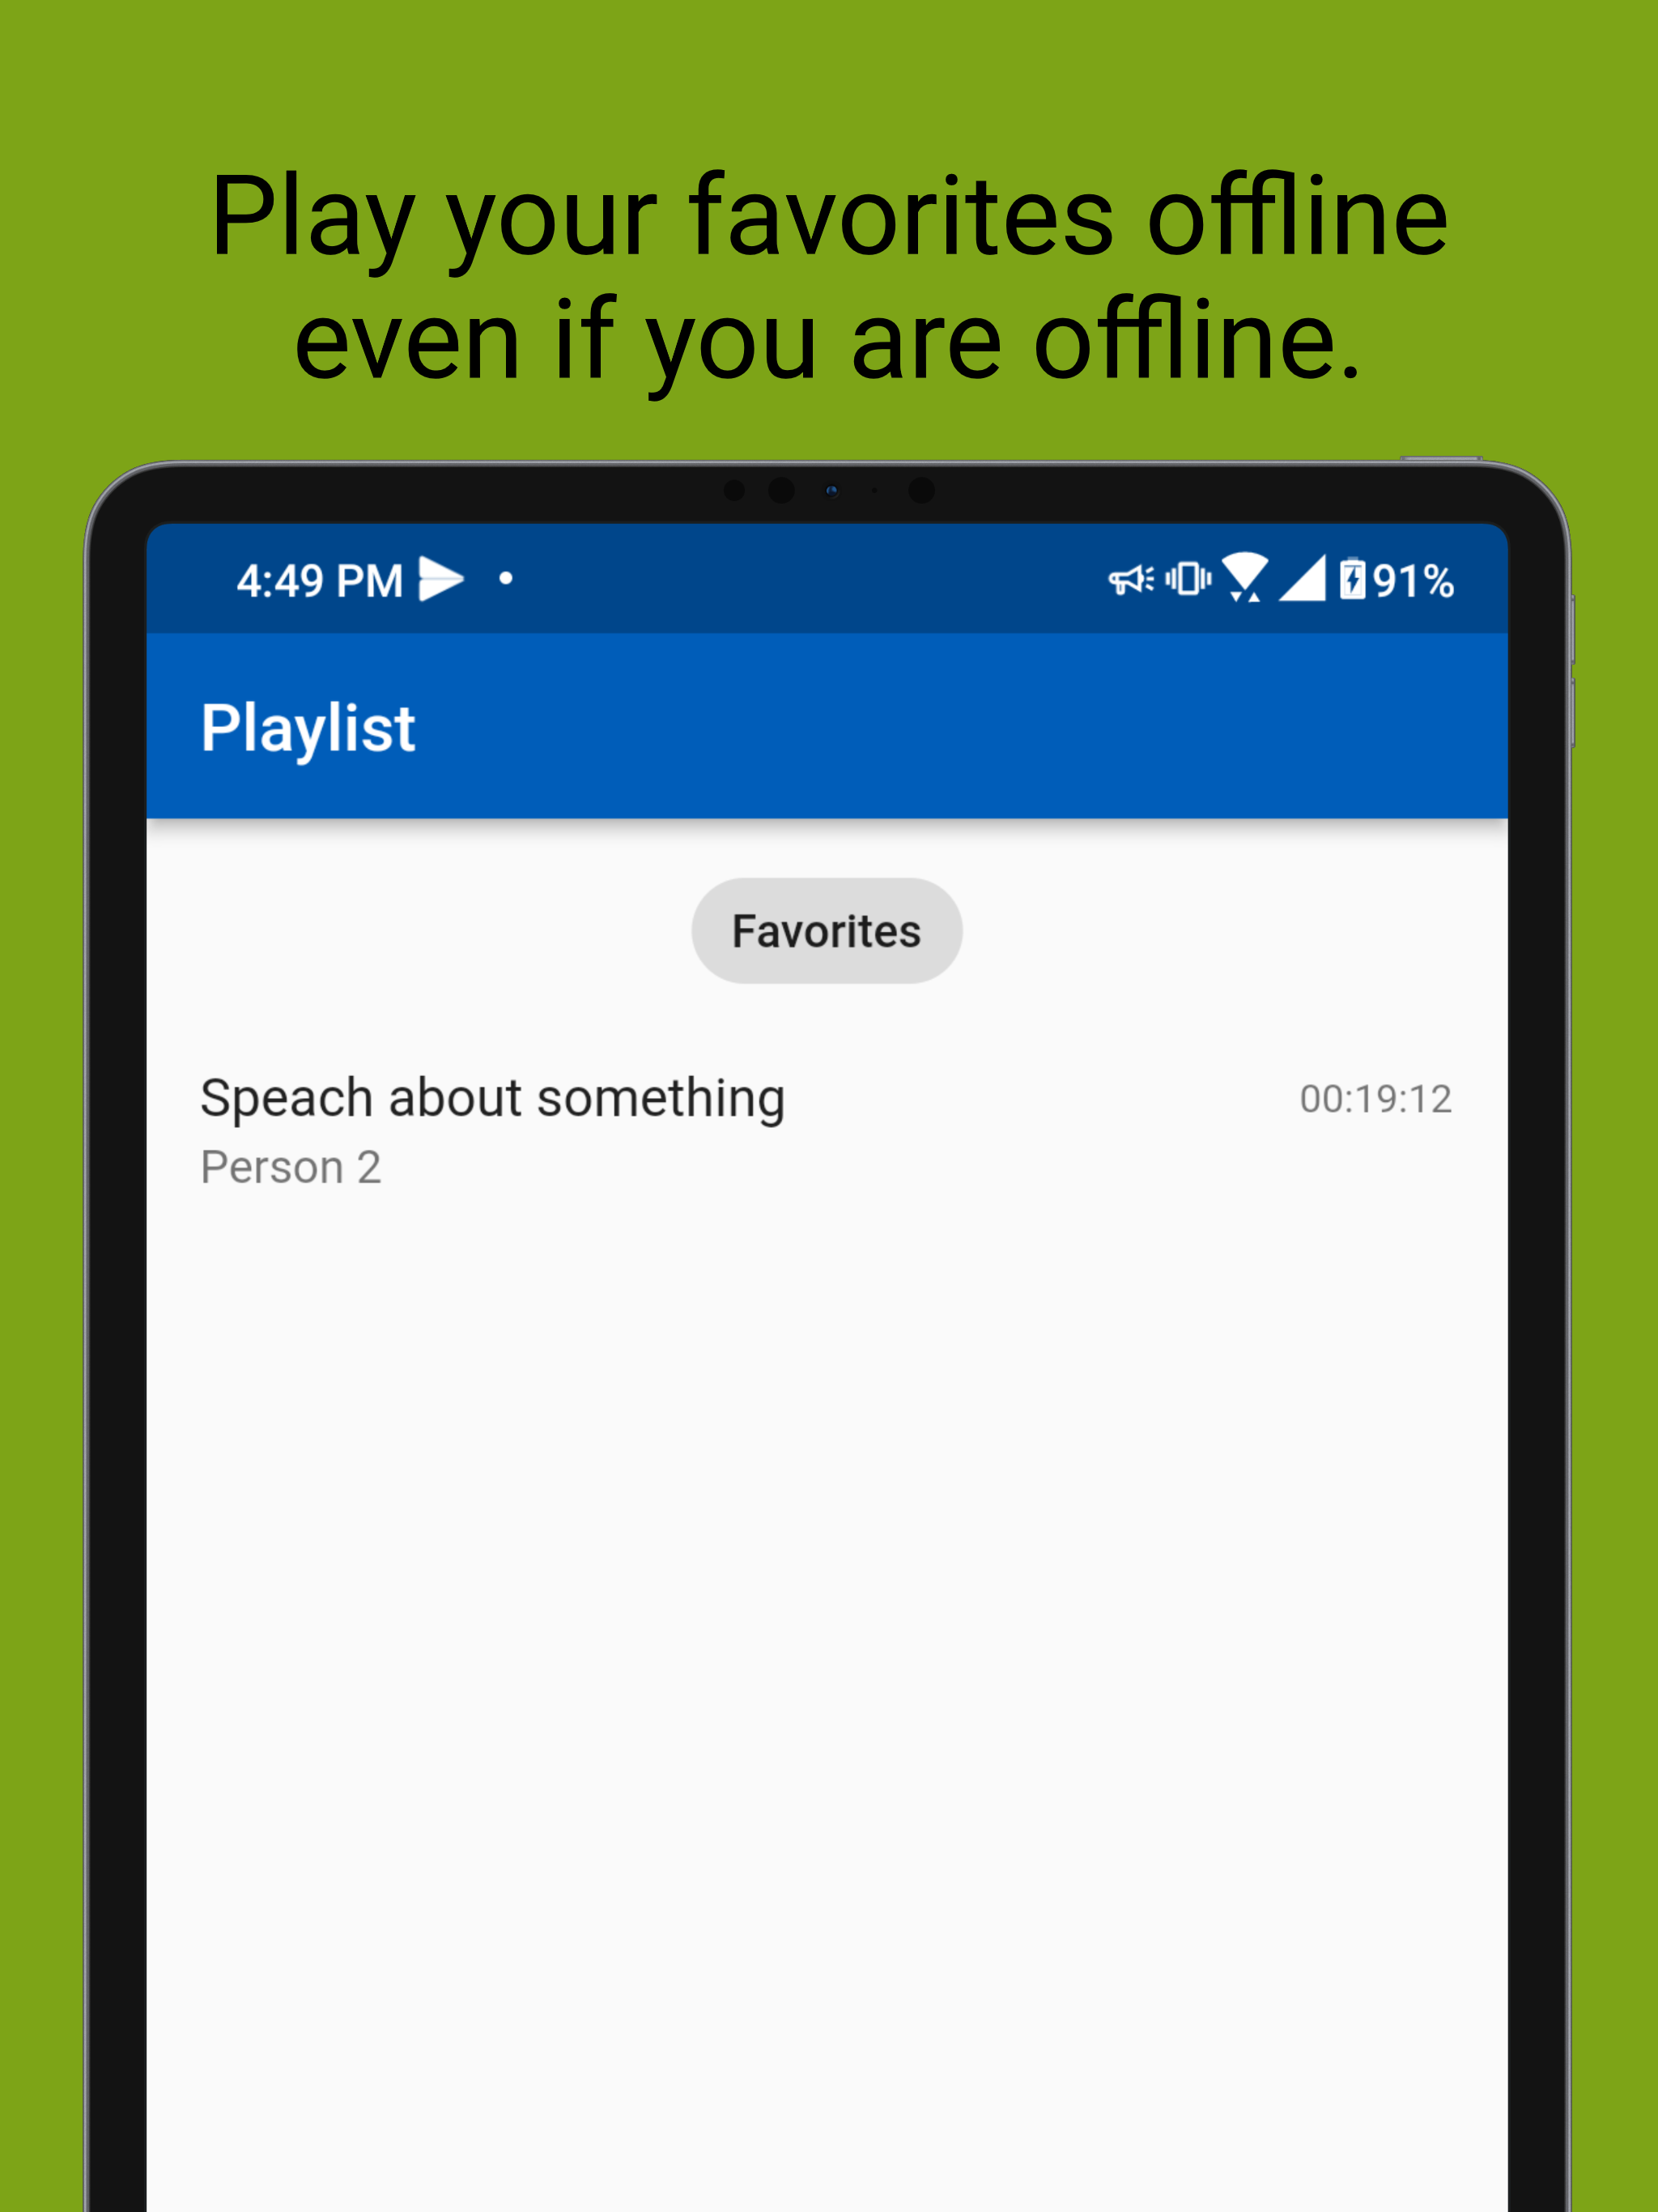 Play your favorites offline
even if you are offline.
4:49 PM 91%
Playlist
Favorites
Speach about something 00:19:12
Person 2